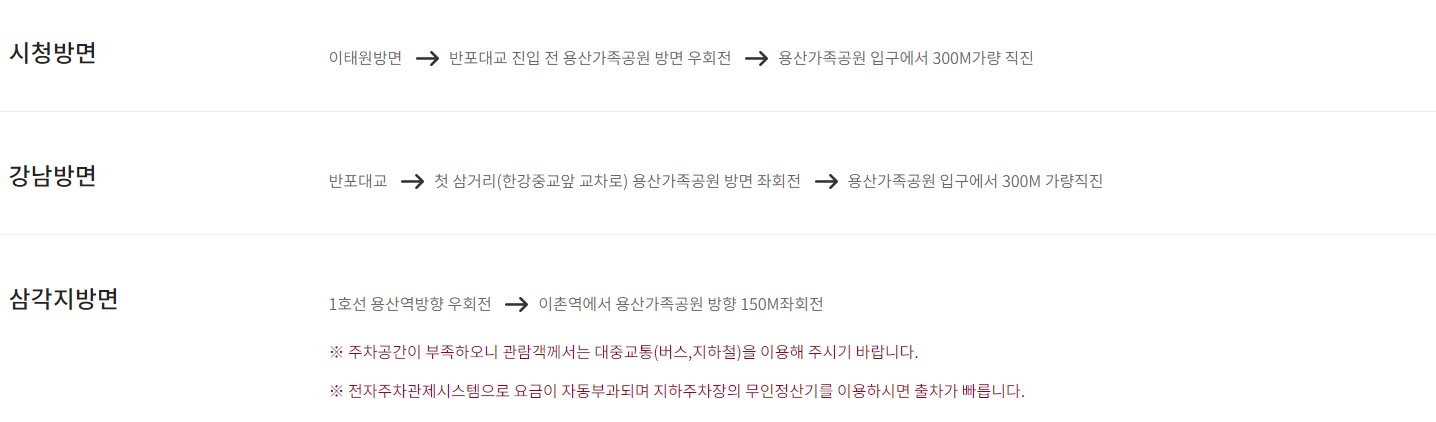 시청방면
이태원방면 → 반포대교 진입 전 용산가족공원 방면 우회전 → 용산가족공원 입구에서 300M가량 직진
강남방면
반포대교 → 첫 삼거리(한강중교앞 교차로) 용산가족공원 방면 좌회전 → 용산가족공원 입구에서 300M 가량직진
삼각지방면
1호선 용산역방향 우회전 → 이촌역에서 용산가족공원 방향 150M좌회전
※ 주차공간이 부족하오니 관람객께서는 대중교통(버스,지하철)을 이용해 주시기 바랍니다.
※ 전자주차관제시스템으로 요금이 자동부과되며 지하주차장의 무인정산기를 이용하시면 출차가 빠릅니다.